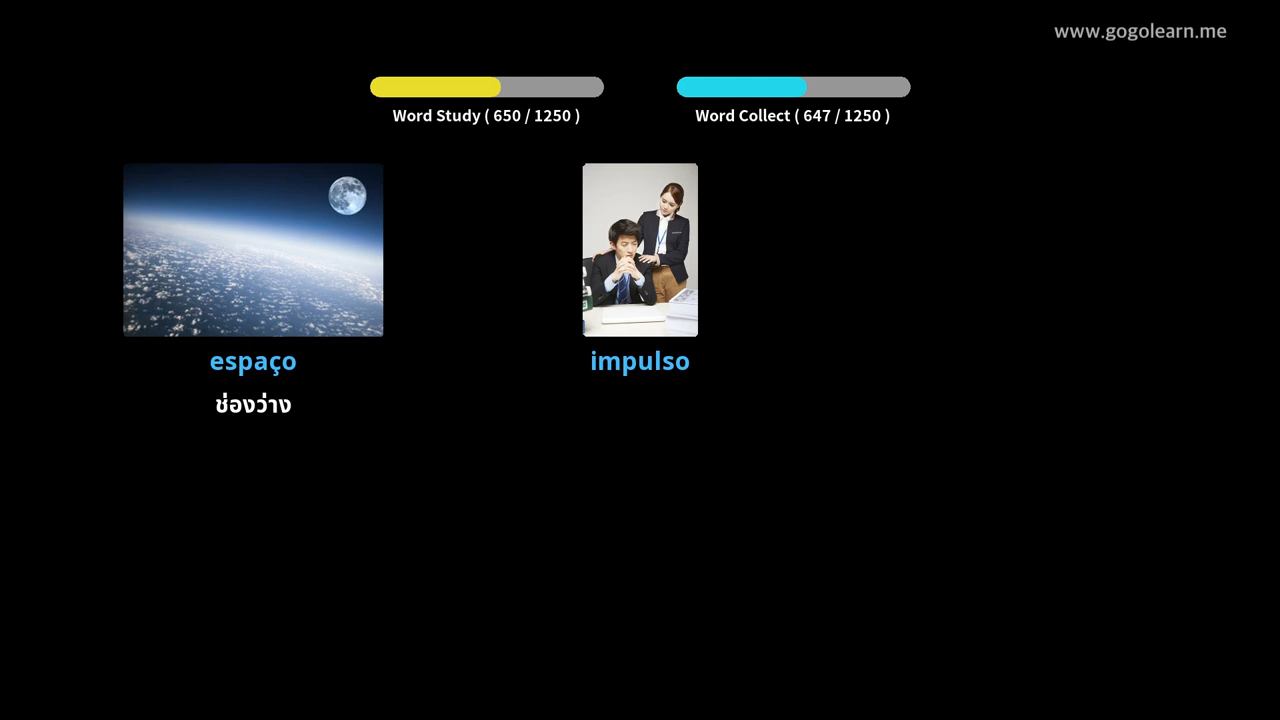 www.gogolearn.me
Word Study ( 650 / 1250 )
Word Collect ( 647 / 1250 )
espaço
ช่องว่าง
impulso